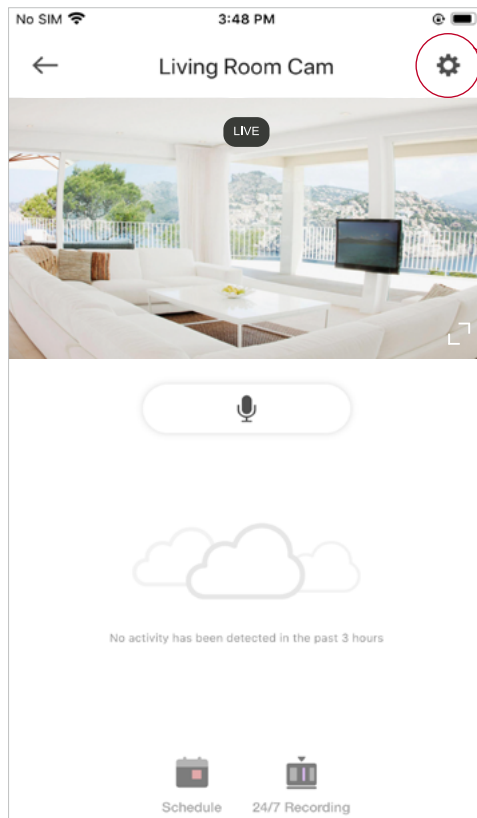 No SIM 3:48 PM
Living Room Cam
LIVE
No activity has been detected in the past 3 hours
Schedule 24/7 Recording